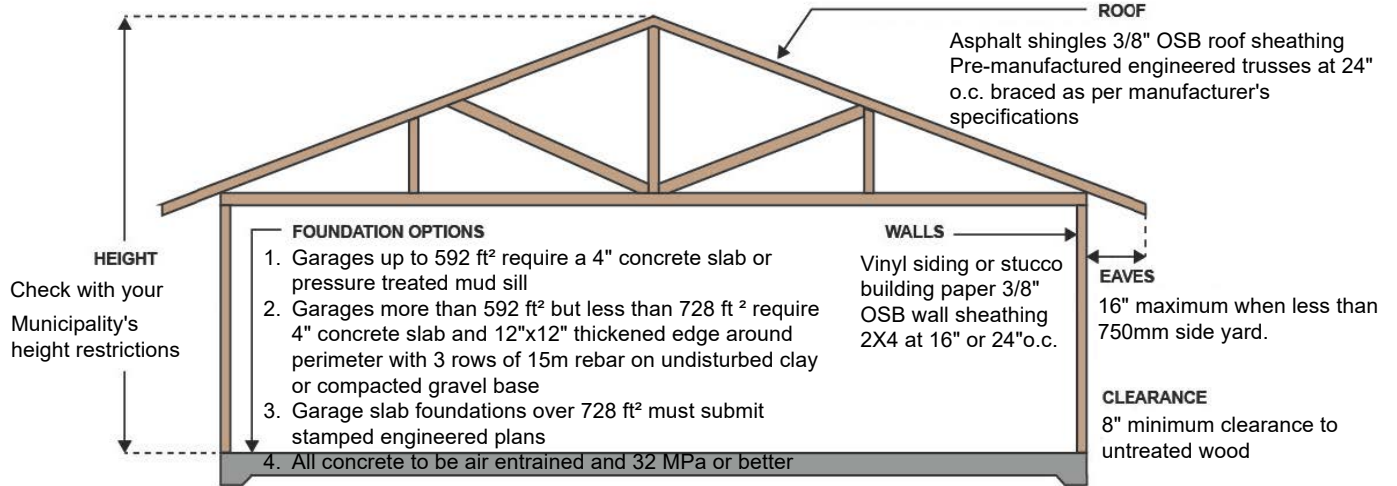 ROOF
Asphalt shingles 3/8" OSB roof sheathing
Pre-manufactured engineered trusses at 24"
o.c. braced as per manufacturer's
specifications
HEIGHT
Check with your
Municipality's
height restrictions
FOUNDATION OPTIONS
1. Garages up to 592 ft² require a 4" concrete slab or
pressure treated mud sill
2. Garages more than 592 ft² but less than 728 ft ² require
4" concrete slab and 12"x12" thickened edge around
perimeter with 3 rows of 15m rebar on undisturbed clay
or compacted gravel base
3. Garage slab foundations over 728 ft² must submit
stamped engineered plans
4. All concrete to be air entrained and 32 MPa or better
WALLS
Vinyl siding or stucco
building paper 3/8"
OSB wall sheathing
2X4 at 16" or 24"o.c.
EAVES
16" maximum when less than
750mm side yard.
CLEARANCE
8" minimum clearance to
untreated wood